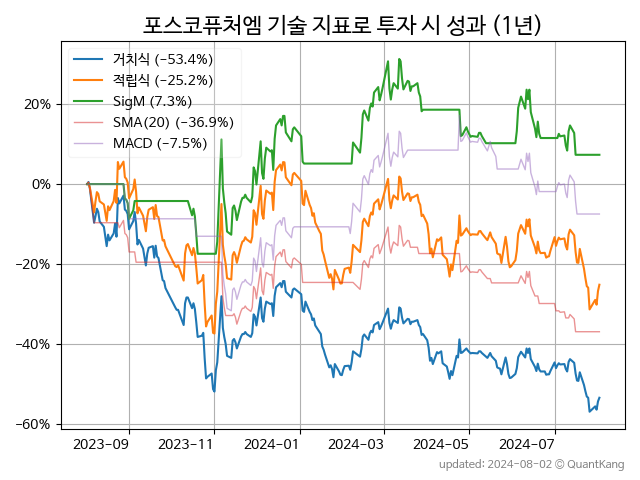 포스코퓨처엠 기술 지표로 투자 시 성과 (1년)
거치식 (−53.4%)
적립식 (−25.2%)
SigM (7.3%)
SMA(20) (−36.9%)
MACD (−7.5%)
20%
0%
−20%
−40%
−60%
2023-09 2023-11 2024-01 2024-03 2024-05 2024-07
updated: 2024-08-02 © QuantKang